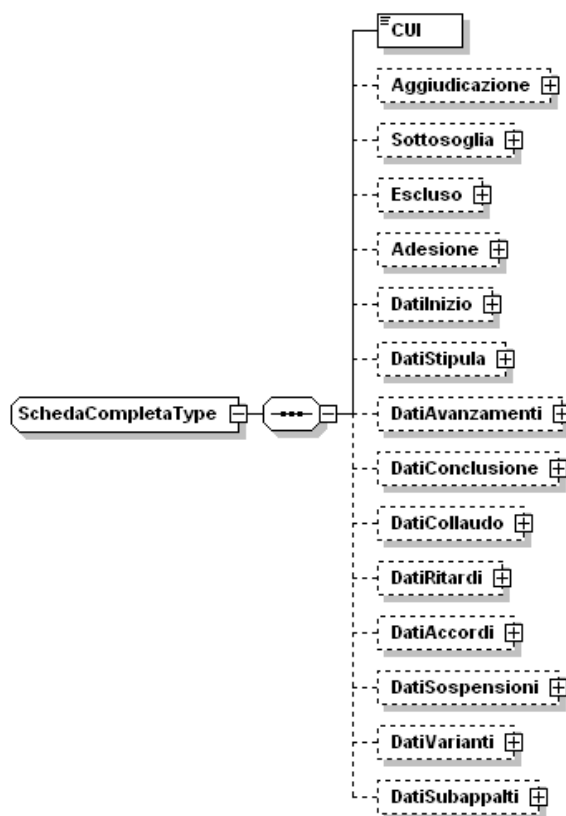 CUI
Aggiudicazione
Sottosoglia
Escluso
Adesione
DatiInizio
DatiStipula
SchedaCompletaType
DatiAvanzamenti
DatiConclusione
DatiCollaudo
DatiRitardi
DatiAccordi
DatiSospensioni
DatiVarianti
DatiSubappalti